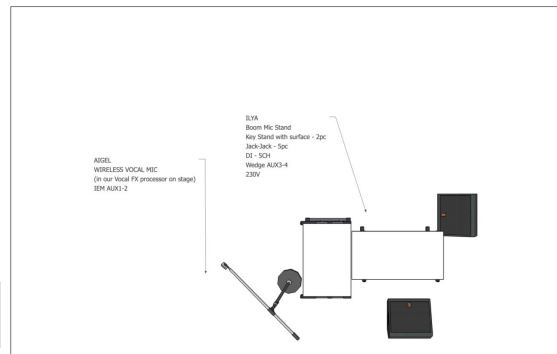 AIGEL
WIRELESS VOCAL MIC
(in our Vocal FX processor on stage)
IEM AUX1-2
ILYA
Boom Mic Stand
Key Stand with surface - 2pc
Jack-Jack - 5pc
DI - 5CH
Wedge AUX3-4
230V